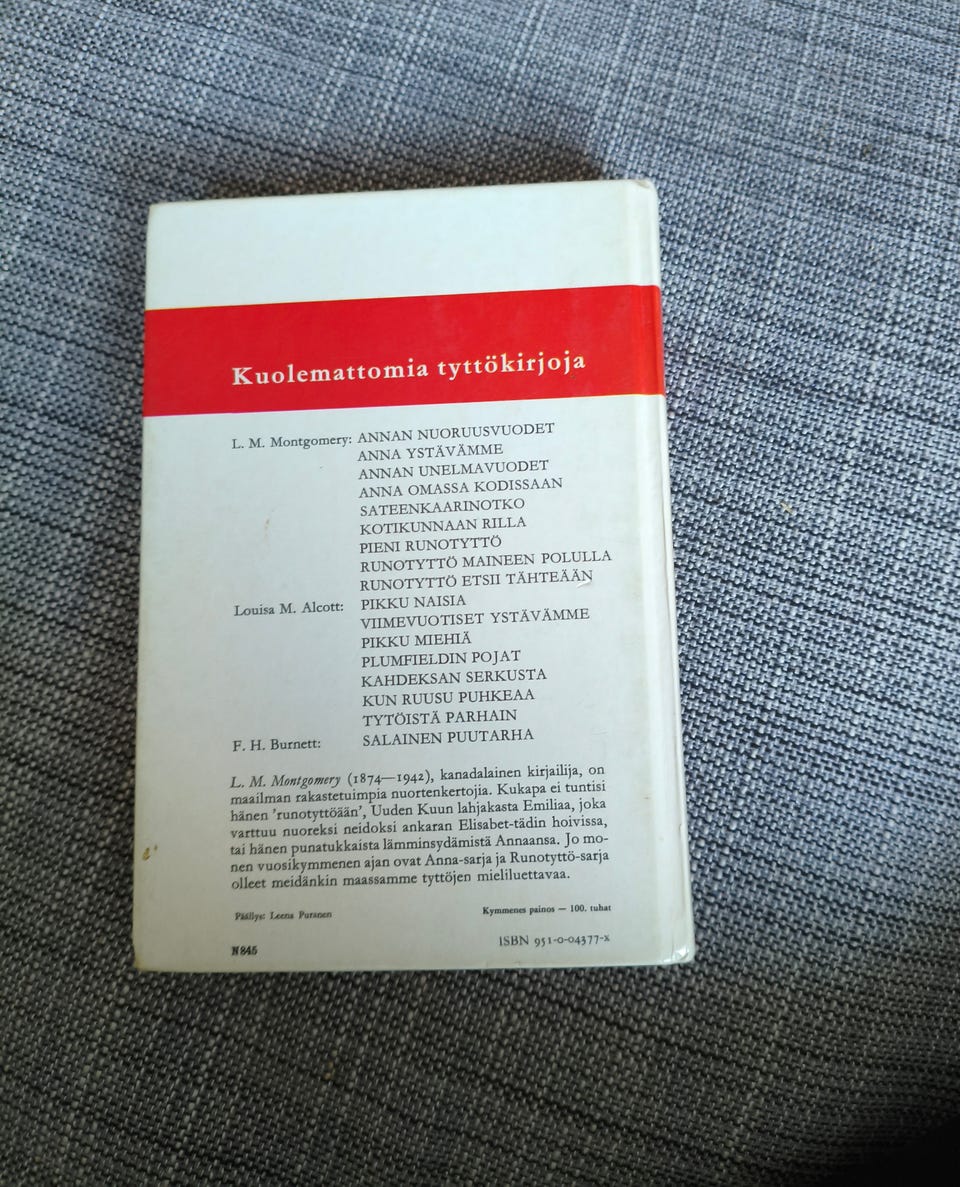 Kuolemattomia tyttökirjoja
L. M. Montgomery: ANNAN NUORUUSVUODET
ANNA YSTÄVÄMME
ANNAN UNELMAVUODET
ANNA OMASSA KODISSAAN
SATEENKAARINOTKO
KOTIKUNNAAN RILLA
PIENI RUNOTYTTÖ
RUNOTYTTÖ MAINEEN POLULLA
RUNOTYTTÖ ETSII TÄHTEÄÄN
Louisa M. Alcott: PIKKU NAISIA
VIIMEVUOTISET YSTÄVÄMME
PIKKU MIEHIÄ
PLUMFIELDIN POJAT
KAHDEKSAN SERKUSTA
KUN RUUSU PUHKEAA
TYTÖISTÄ PARHAIN
F. H. Burnett: SALAINEN PUUTARHA
L. M. Montgomery (1874—1942), kanadalainen kirjailija, on
maailman rakastetuimpia nuortenkertojia. Kukapa ei tuntisi
hänen 'runotyttöään', Uuden Kuun lahjakasta Emiliaa, joka
varttuu nuoreksi neidoksi ankaran Elisabet-tädin hoivissa,
tai hänen punatukkaista lämminsydämistä Annaansa. Jo mo-
nen vuosikymmenen ajan ovat Anna-sarja ja Runotyttö-sarja
olleet meidänkin maassamme tyttöjen mieliluettavaa.
Päällys: Leena Puranen
Kymmenes painos — 100. tuhat
N845
ISBN 951-0-04377-x